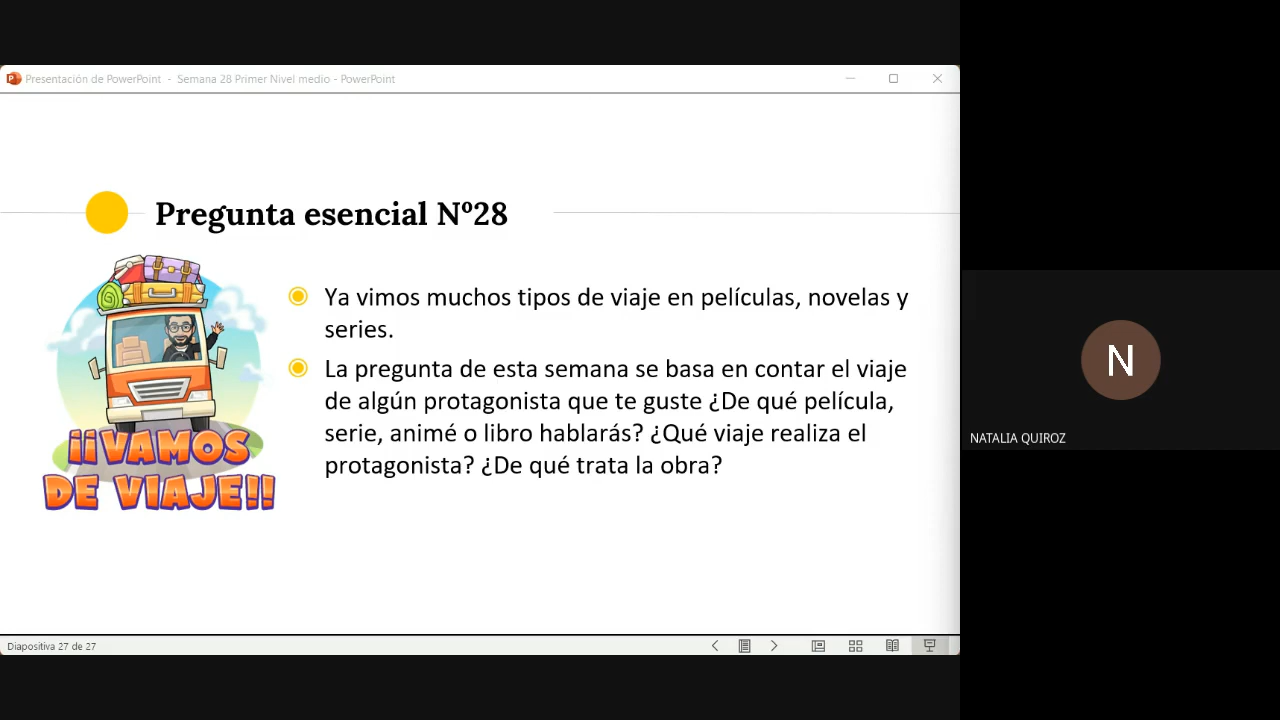 Presentación de PowerPoint - Semana 28 Primer Nivel medio - PowerPoint
Pregunta esencial Nº28
Ya vimos muchos tipos de viaje en películas, novelas y
series.
La pregunta de esta semana se basa en contar el viaje
de algún protagonista que te guste ¿De qué película,
serie, animé o libro hablarás? ¿Qué viaje realiza el
protagonista? ¿De qué trata la obra?
¡¡VAMOS
DE VIAJE!!
N
NATALIA QUIROZ
Diapositiva 27 de 27